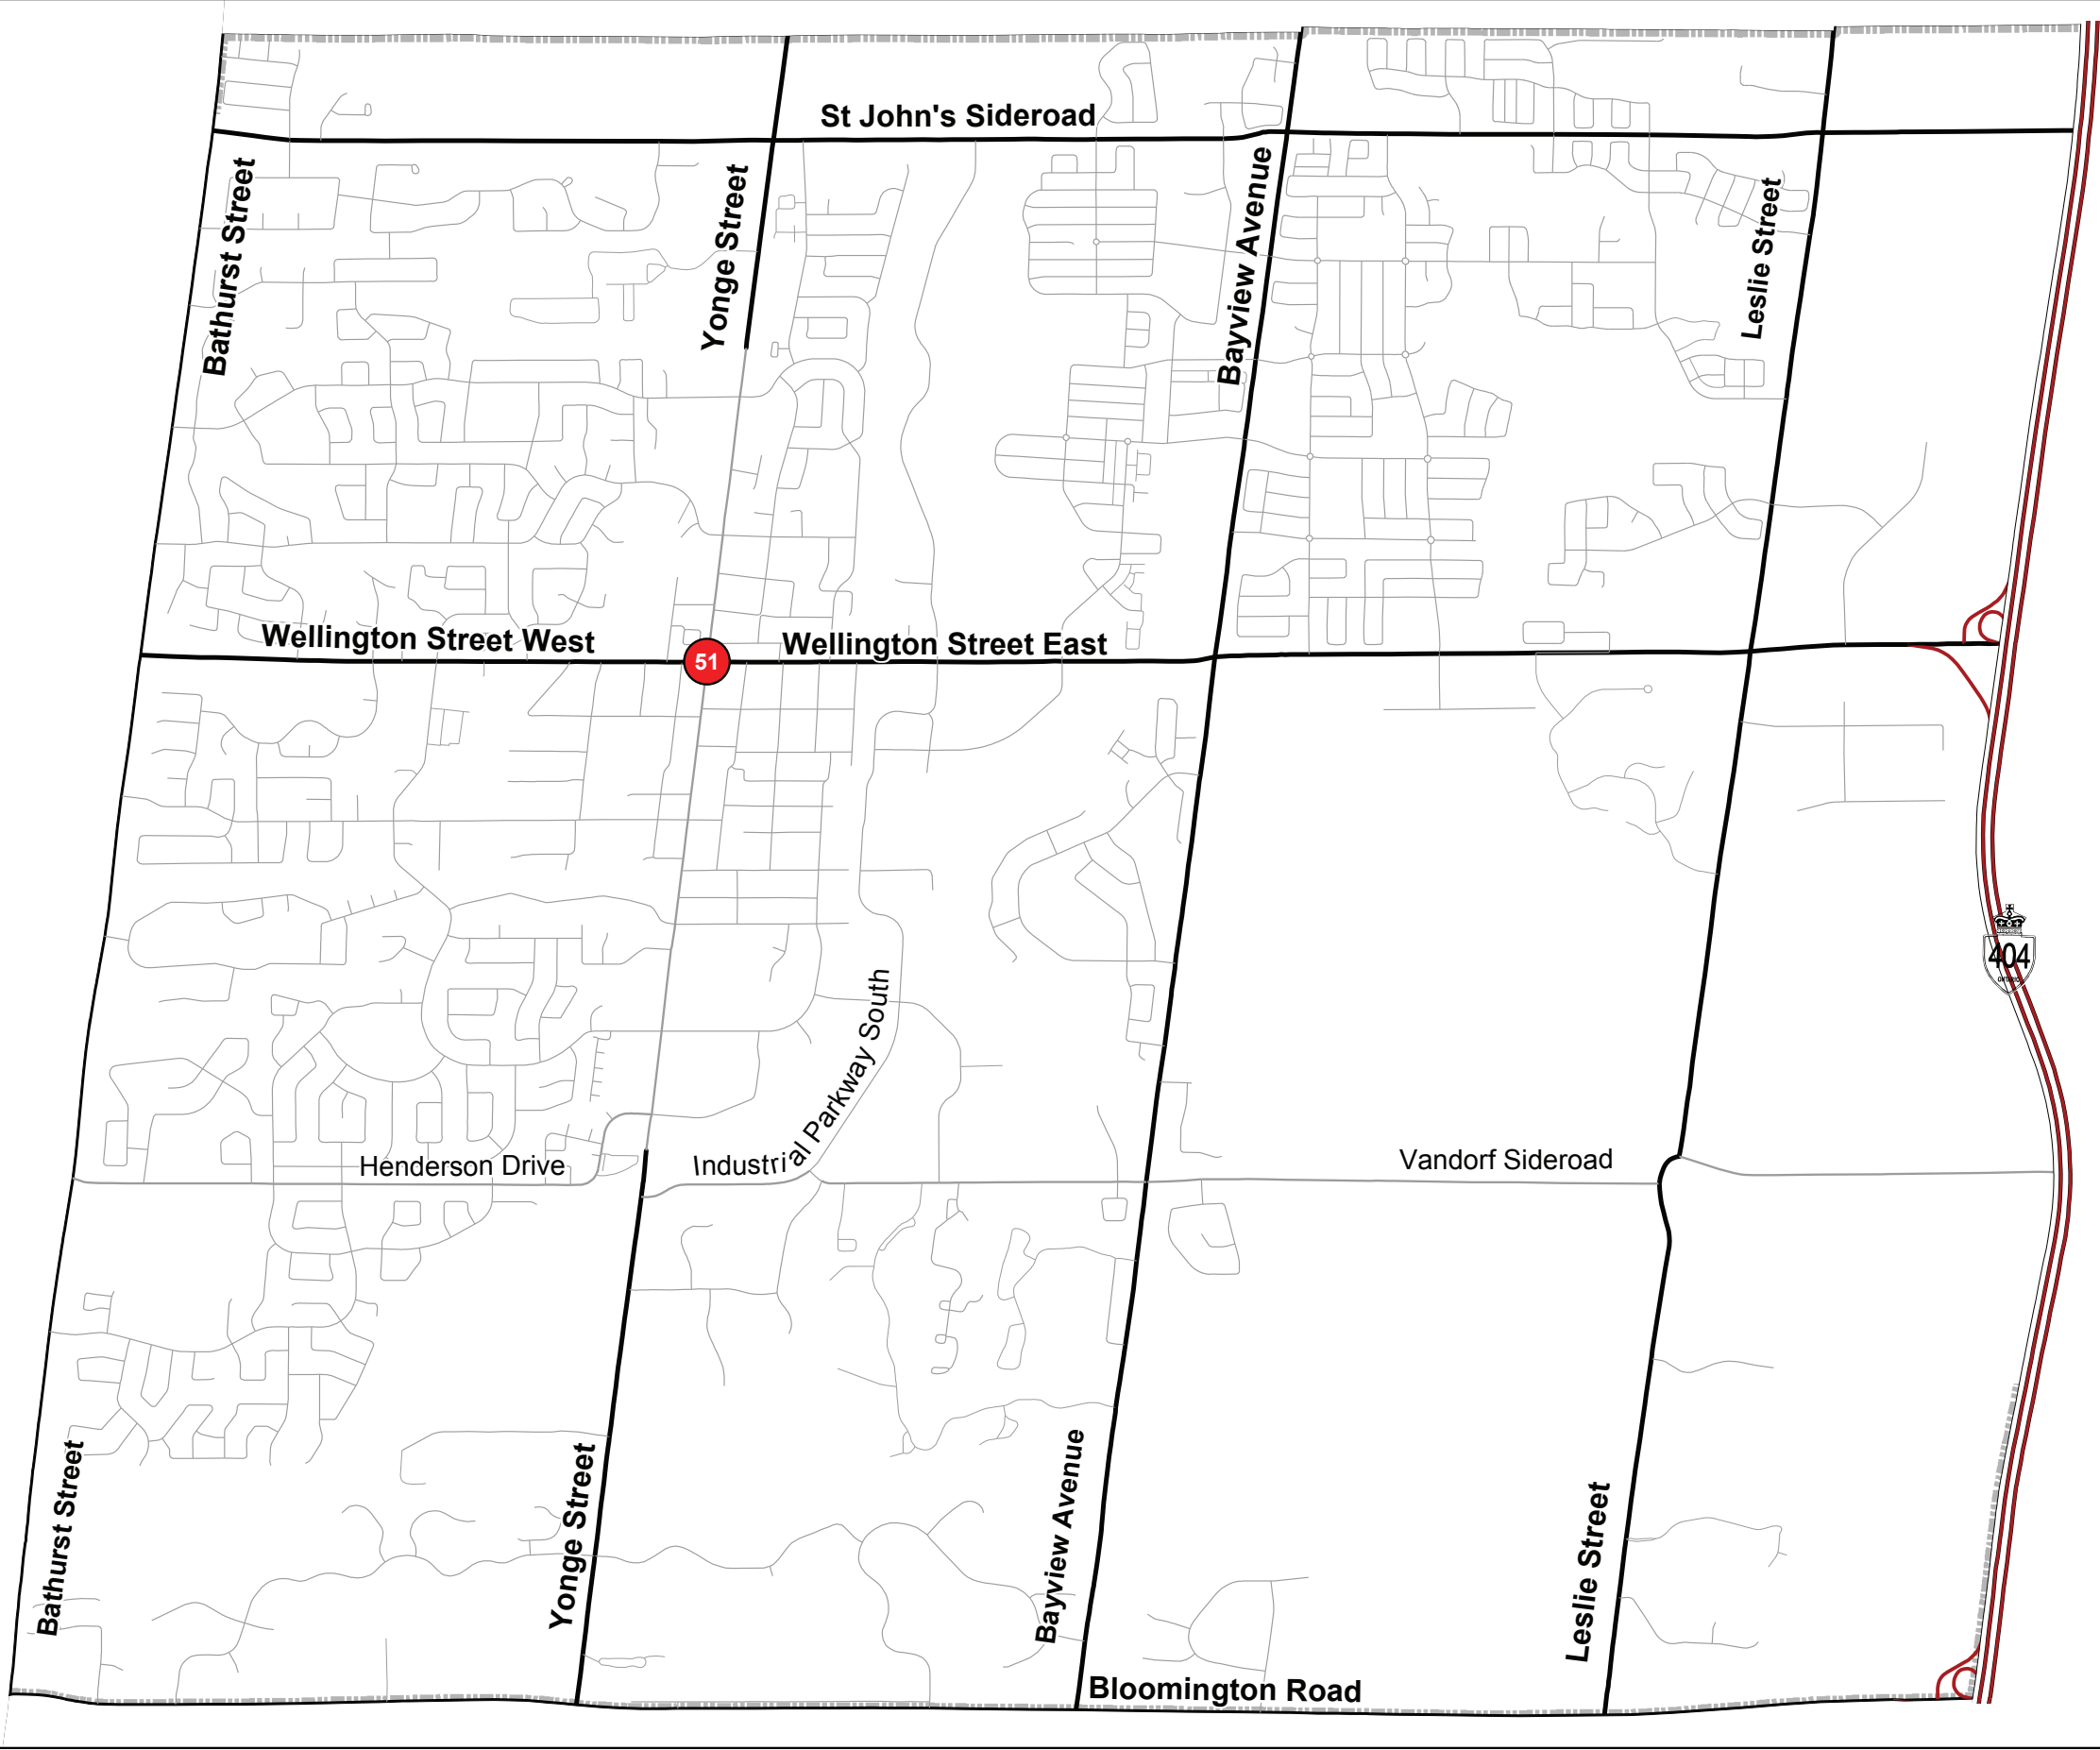 St John's Sideroad
Bathurst Street
Yonge Street
Bayview Avenue
Leslie Street
Wellington Street West
51
Wellington Street East
404
Industrial Parkway South
Henderson Drive
Vandorf Sideroad
Bathurst Street
Yonge Street
Bayview Avenue
Leslie Street
Bloomington Road